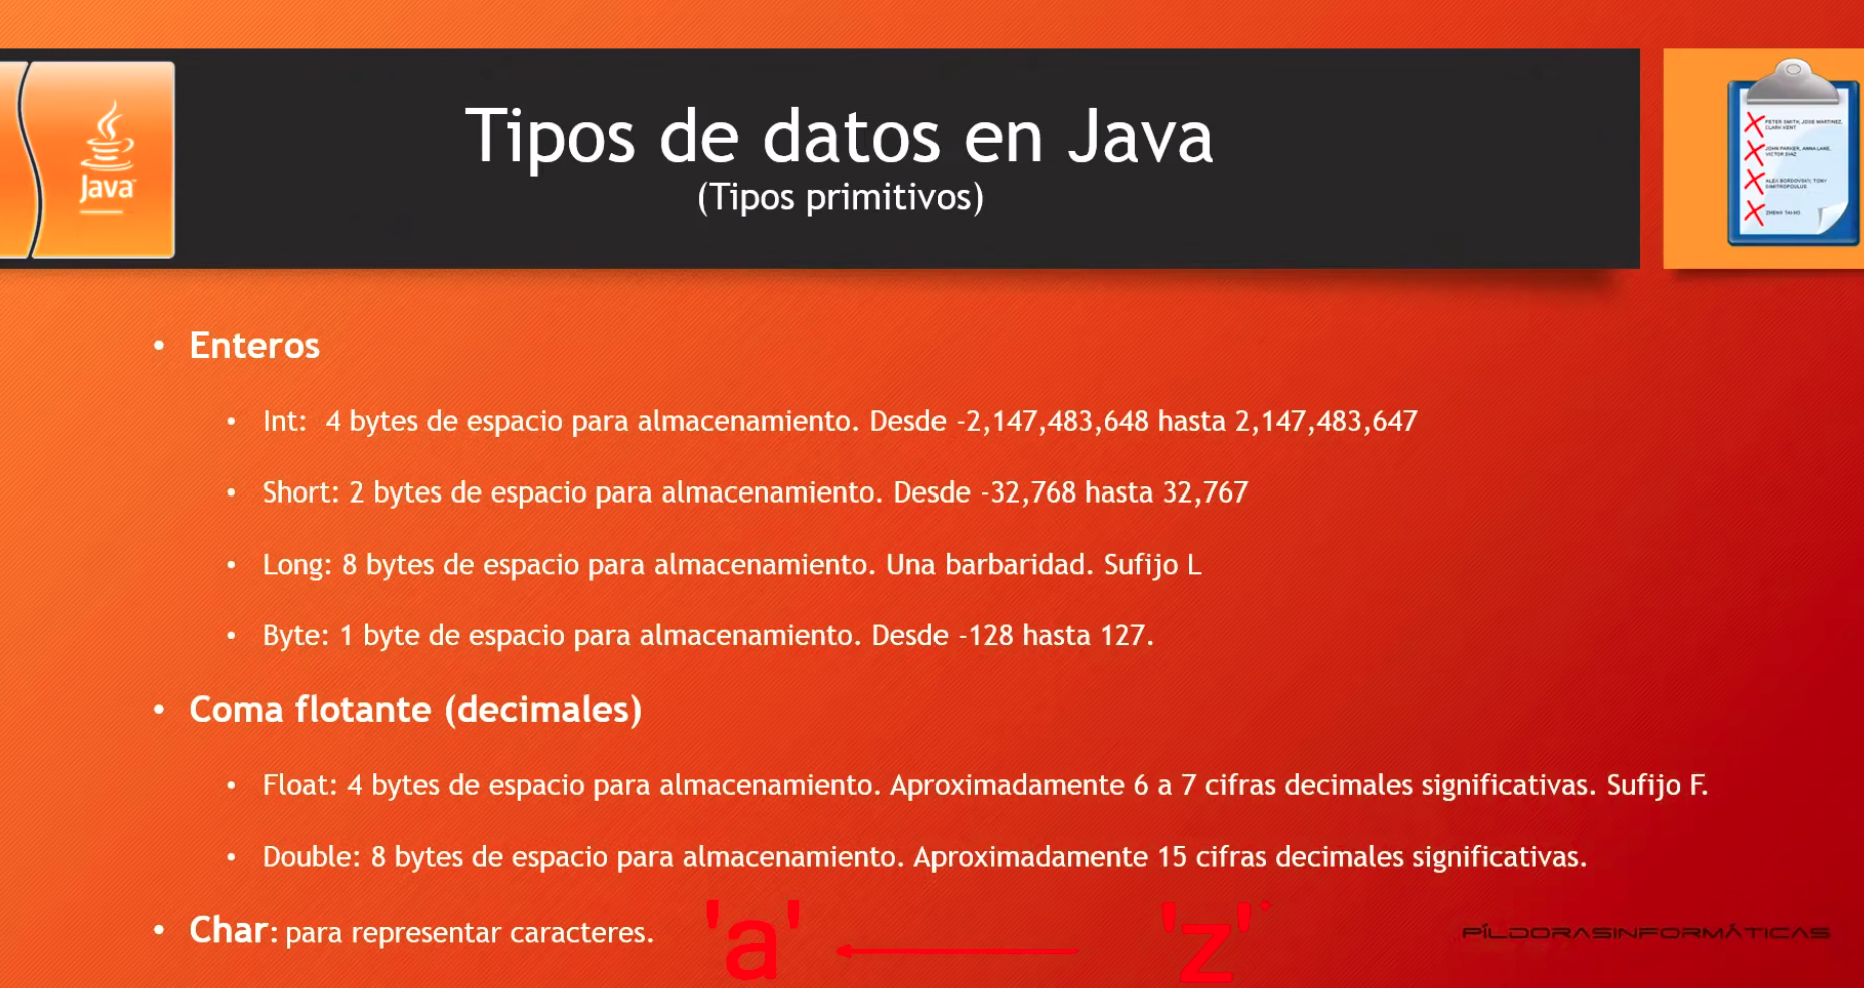 Java
Tipos de datos en Java
(Tipos primitivos)
PETER SMITH, JOSE MARTINEZ,
CLARK KENT
JOHN PARKER, ANNA LANE,
VICTOR DIAZ
ALEX BORDOVSKY, TONY
DIMITROPOULUS
• Enteros
• Int: 4 bytes de espacio para almacenamiento. Desde -2,147,483,648 hasta 2,147,483,647
• Short: 2 bytes de espacio para almacenamiento. Desde -32,768 hasta 32,767
• Long: 8 bytes de espacio para almacenamiento. Una barbaridad. Sufijo L
• Byte: 1 byte de espacio para almacenamiento. Desde -128 hasta 127.
• Coma flotante (decimales)
• Float: 4 bytes de espacio para almacenamiento. Aproximadamente 6 a 7 cifras decimales significativas. Sufijo F.
• Double: 8 bytes de espacio para almacenamiento. Aproximadamente 15 cifras decimales significativas.
• Char: para representar caracteres. 'a' 'z'
PÍLDORASINFORMÁTICAS